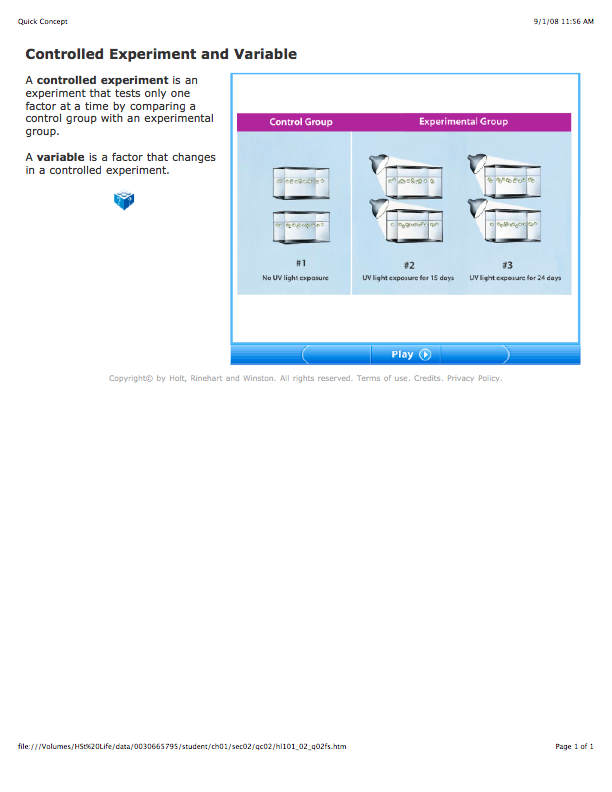 Quick Concept 9/1/08 11:56 AM
Controlled Experiment and Variable
A controlled experiment is an
experiment that tests only one
factor at a time by comparing a
control group with an experimental
group.
A variable is a factor that changes
in a controlled experiment.
Control Group Experimental Group
#1 #2 #3
No UV light exposure UV light exposure for 15 days UV light exposure for 24 days
Play
Copyright© by Holt, Rinehart and Winston. All rights reserved. Terms of use. Credits. Privacy Policy.
file:///Volumes/HSt%20Life/data/0030665795/student/ch01/sec02/qc02/hl101_02_q02fs.htm Page 1 of 1